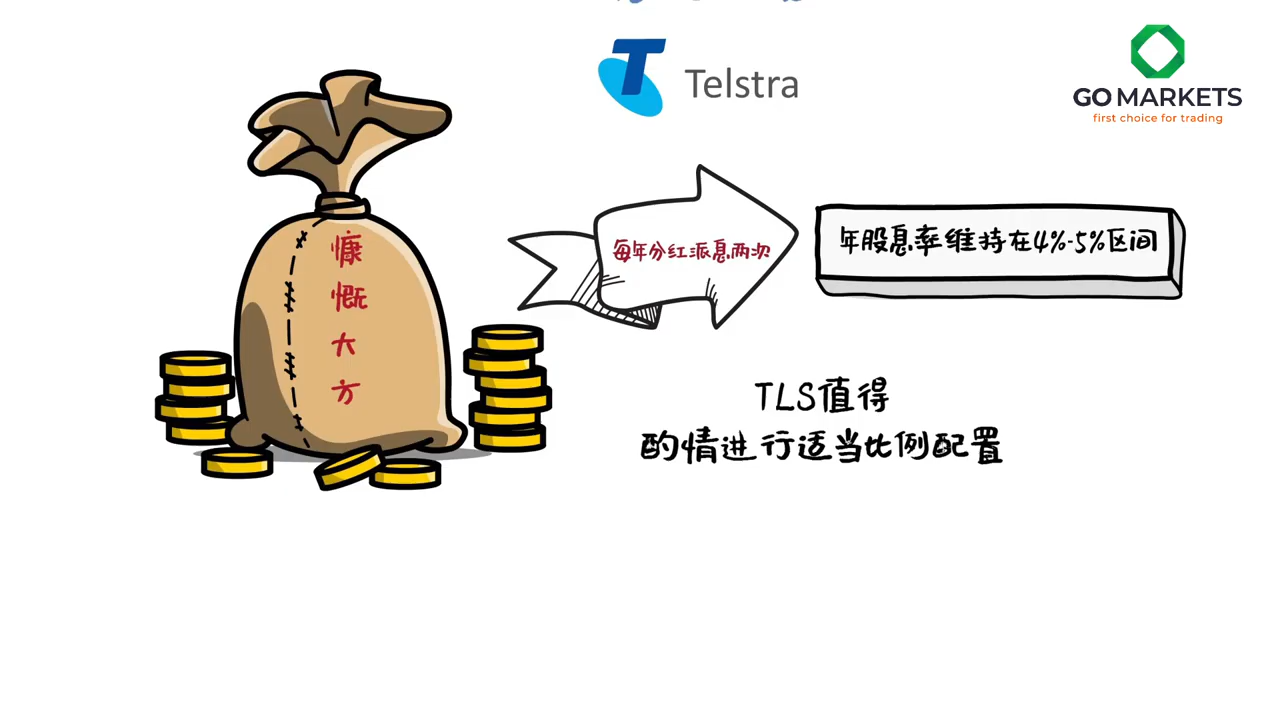 Telstra
GO MARKETS
first choice for trading
慷
慨
大
方
每年分红派息两次
年股息率维持在4%-5%区间
TLS值得
酌情进行适当比例配置